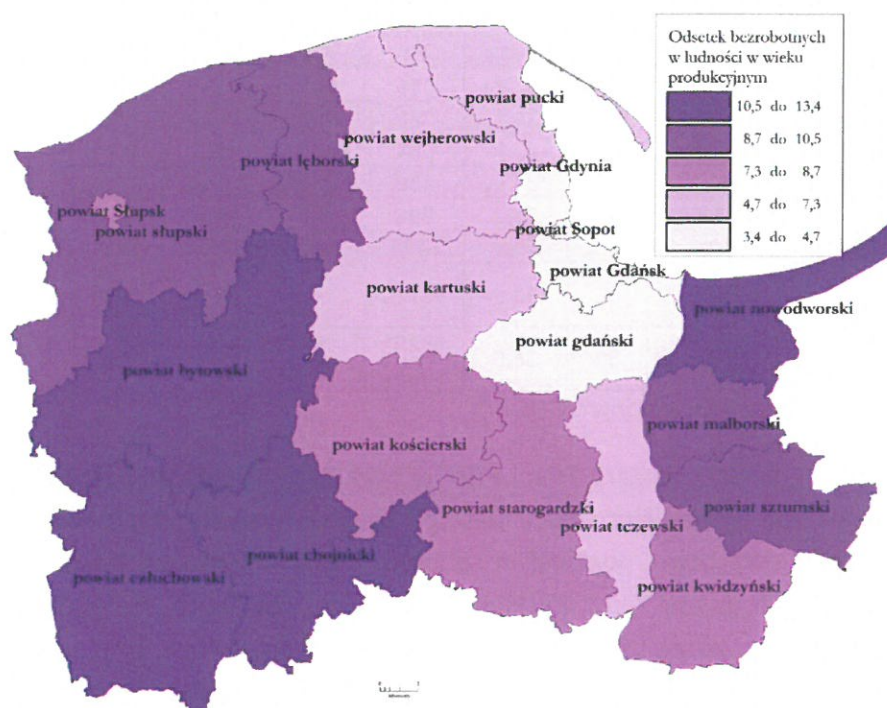 Odsetek bezrobotnych
w ludności w wieku
produkcyjnym
10,5 do 13,4
8,7 do 10,5
7,3 do 8,7
4,7 do 7,3
3,4 do 4,7
powiat pucki
powiat wejherowski
powiat lęborski
powiat Gdynia
powiat Słupsk
powiat słupski
powiat Sopot
powiat Gdańsk
powiat kartuski
powiat nowodworski
powiat gdański
powiat bytowski
powiat malborski
powiat kościerski
powiat starogardzki
powiat sztumski
powiat tczewski
powiat chojnicki
powiat człuchowski
powiat kwidzyński